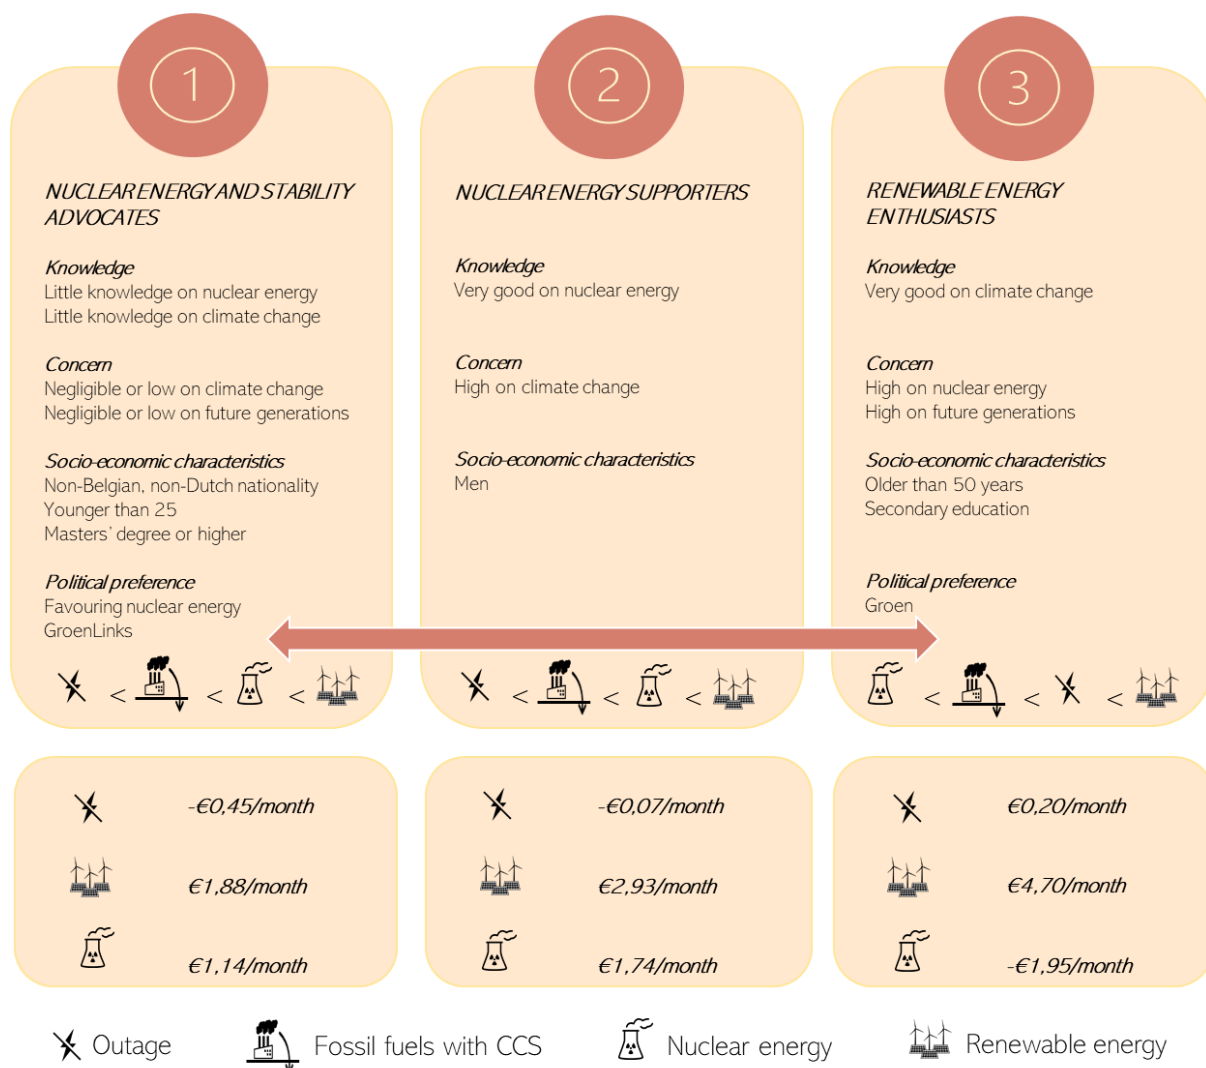 1
NUCLEAR ENERGY AND STABILITY
ADVOCATES
Knowledge
Little knowledge on nuclear energy
Little knowledge on climate change
Concern
Negligible or low on climate change
Negligible or low on future generations
Socio-economic characteristics
Non-Belgian, non-Dutch nationality
Younger than 25
Masters' degree or higher
Political preference
Favouring nuclear energy
GroenLinks
< < <
-€0,45/month
€1,88/month
€1,14/month
2
NUCLEAR ENERGY SUPPORTERS
Knowledge
Very good on nuclear energy
Concern
High on climate change
Socio-economic characteristics
Men
< < <
-€0,07/month
€2,93/month
€1,74/month
3
RENEWABLE ENERGY
ENTHUSIASTS
Knowledge
Very good on climate change
Concern
High on nuclear energy
High on future generations
Socio-economic characteristics
Older than 50 years
Secondary education
Political preference
Groen
< < <
€0,20/month
€4,70/month
-€1,95/month
Outage
Fossil fuels with CCS
Nuclear energy
Renewable energy